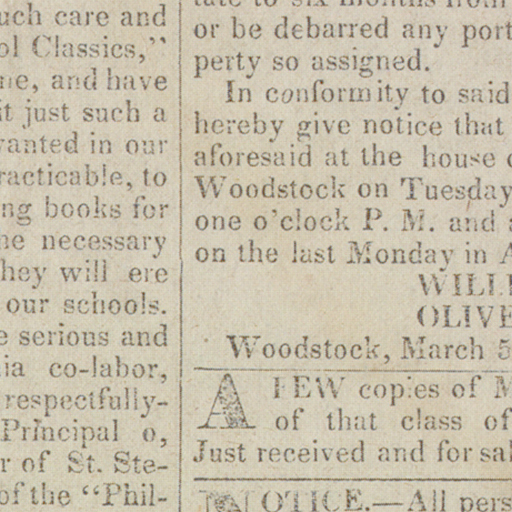 uch care and
ol Classics,"
ne, and have
it just such a
wanted in our
racticable, to
ng books for
he necessary
hey will ere
our schools.
e serious and
ia co-labor,
respectfully-
Principal o,
r of St. Ste-
of the "Phil-
tate to six months from
or be debarred any port
perty so assigned.
In conformity to said
hereby give notice that
aforesaid at the house o
Woodstock on Tuesday
one o'clock P. M. and a
on the last Monday in A
WILLI
OLIVE
Woodstock, March 5
A FEW copies of M
of that class of
Just received and for sal
NOTICE.—All pers